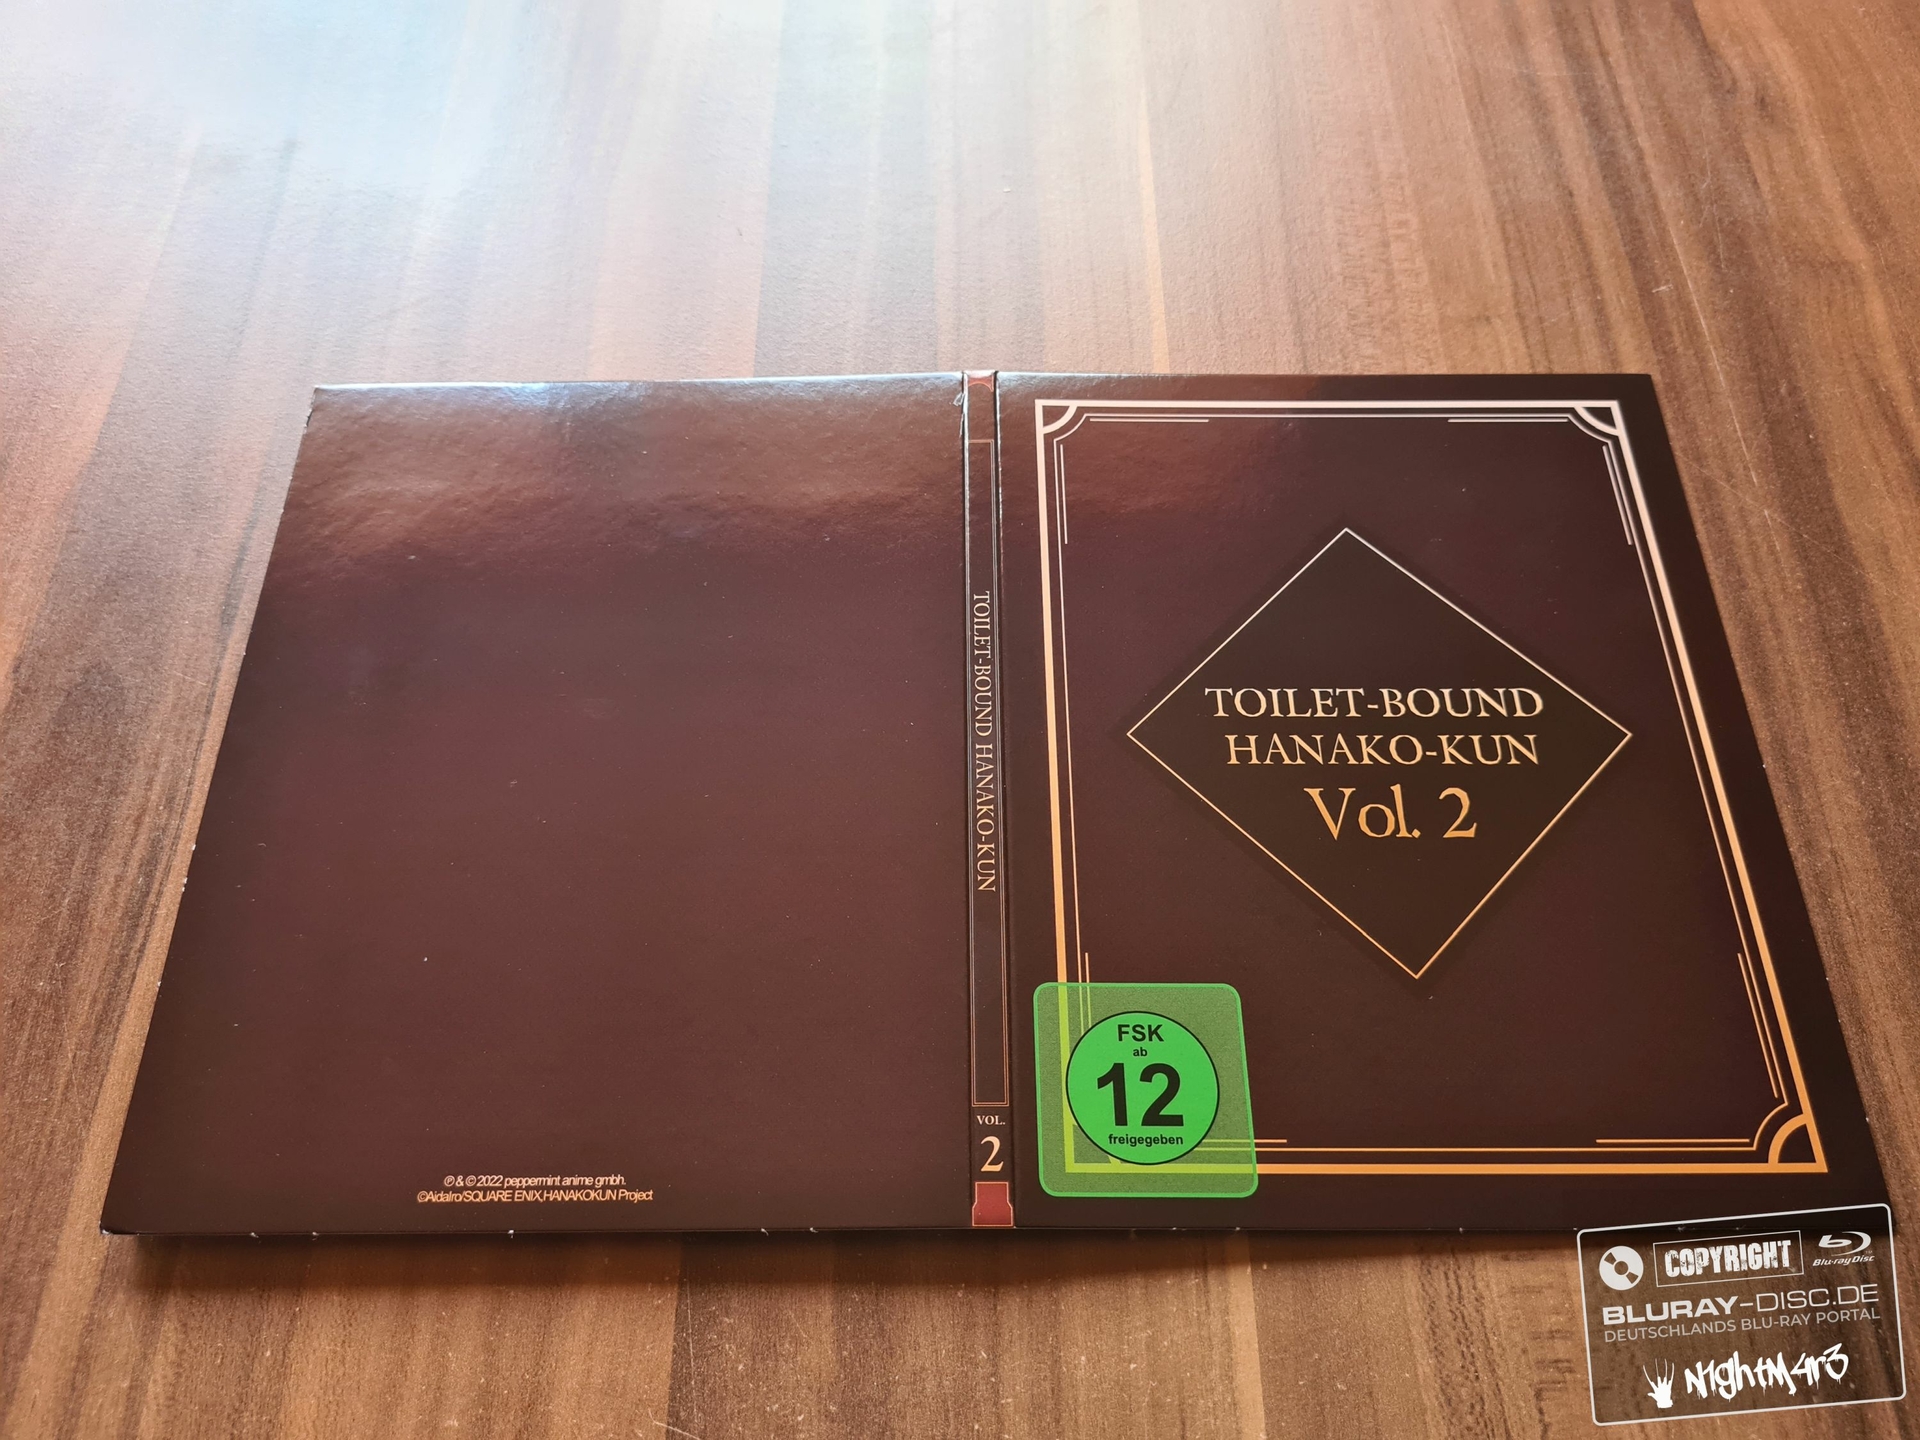 ℗ & © 2022 peppermint anime gmbh.
©AidaIro/SQUARE ENIX,HANAKOKUN Project
TOILET-BOUND HANAKO-KUN
VOL.
2
TOILET-BOUND
HANAKO-KUN
Vol. 2
FSK
ab
12
freigegeben
COPYRIGHT
Blu-ray Disc
BLURAY-DISC.DE
DEUTSCHLANDS BLU-RAY PORTAL
N1ghtM4r3